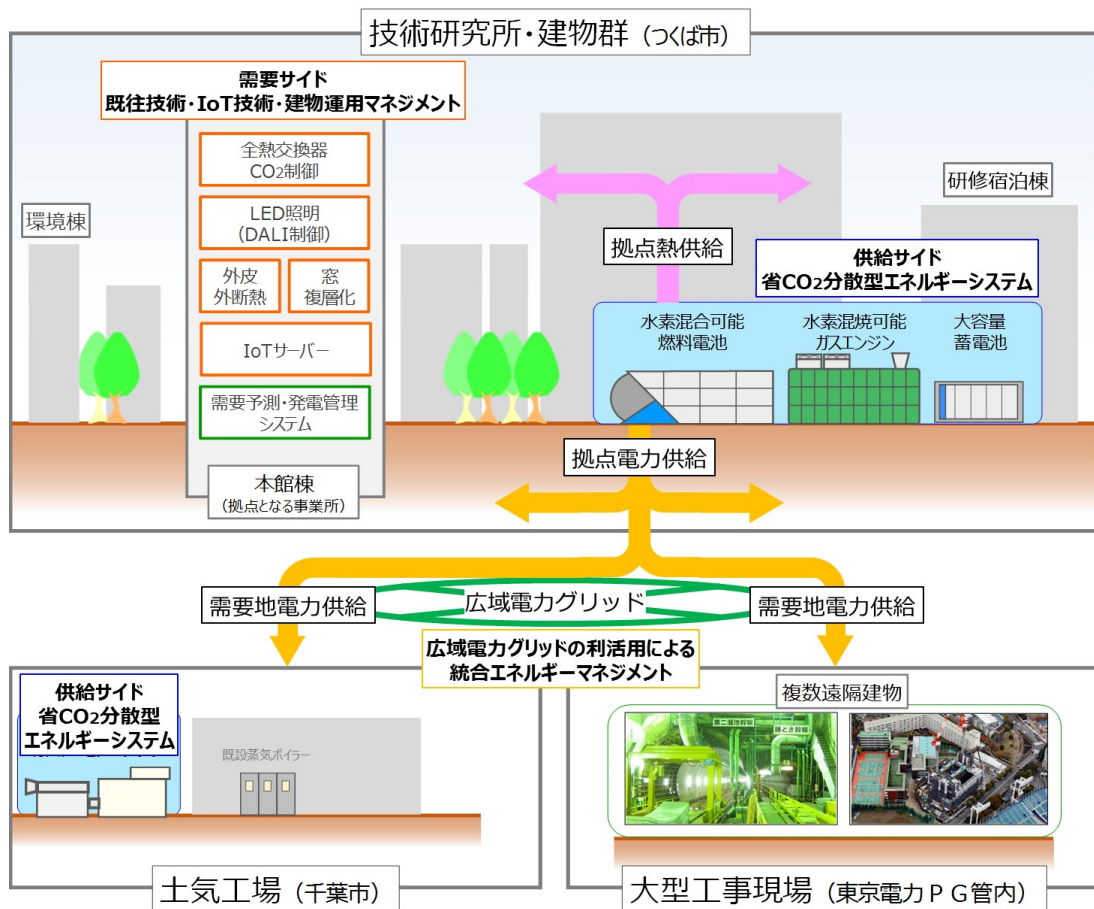 技術研究所・建物群（つくば市）
需要サイド
既往技術・IoT技術・建物運用マネジメント
全熱交換器
CO2制御
LED照明
（DALI制御）
外皮
外断熱
窓
複層化
IoTサーバー
需要予測・発電管理
システム
本館棟
（拠点となる事業所）
環境棟
研修宿泊棟
拠点熱供給
供給サイド
省CO2分散型エネルギーシステム
水素混合可能
燃料電池
水素混焼可能
ガスエンジン
大容量
蓄電池
拠点電力供給
需要地電力供給
広域電力グリッド
需要地電力供給
広域電力グリッドの利活用による
統合エネルギーマネジメント
供給サイド
省CO2分散型
エネルギーシステム
既設蒸気ボイラー
土気工場（千葉市）
複数遠隔建物
大型工事現場（東京電力ＰＧ管内）